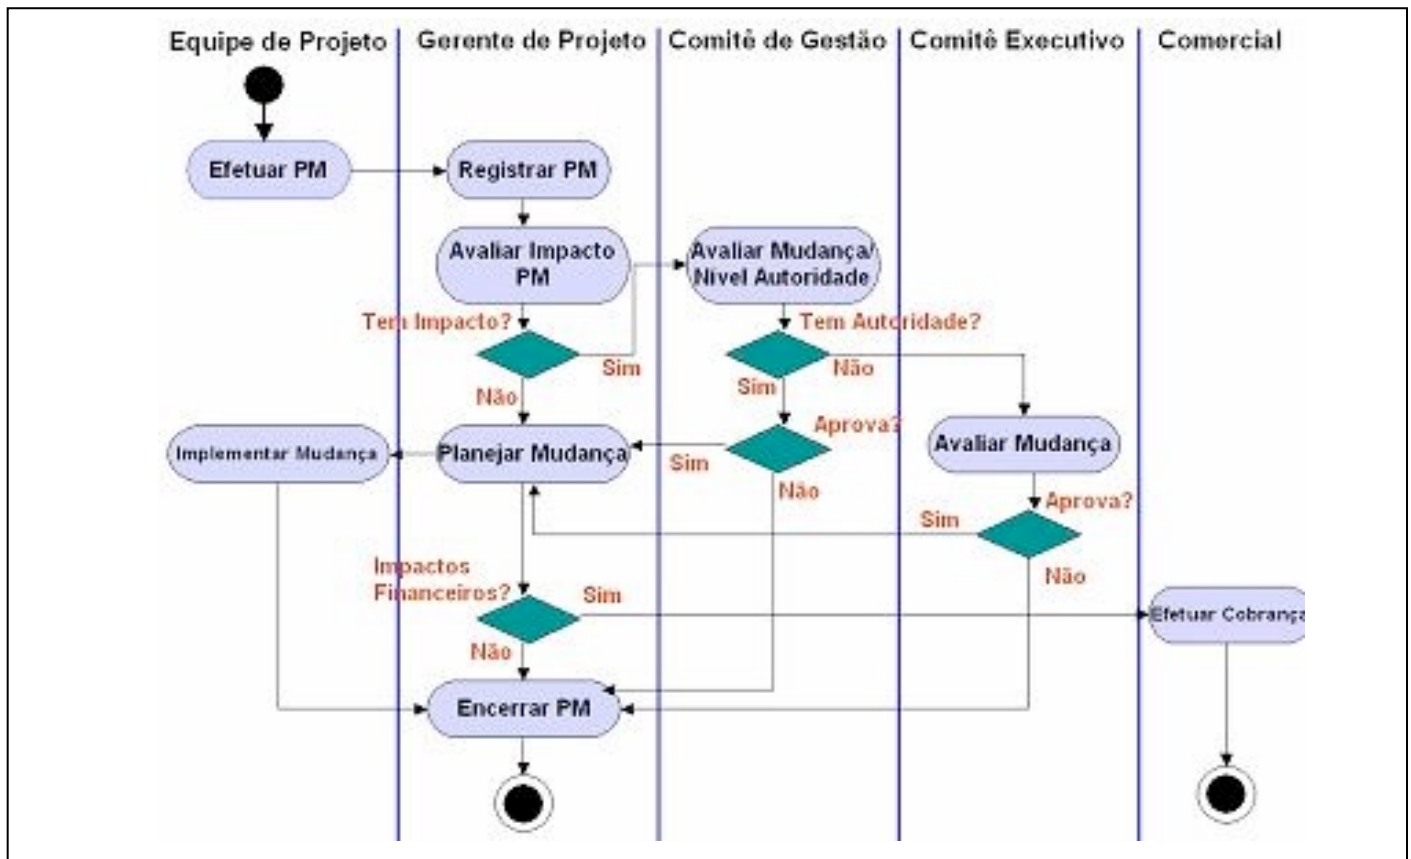 Equipe de Projeto
Gerente de Projeto
Comitê de Gestão
Comitê Executivo
Comercial
Efetuar PM
Registrar PM
Avaliar Impacto
PM
Avaliar Mudança/
Nível Autoridade
Tem Impacto?
Tem Autoridade?
Sim
Não
Sim
Não
Aprova?
Implementar Mudança
Planejar Mudança
Avaliar Mudança
Sim
Não
Aprova?
Sim
Não
Impactos
Financeiros?
Sim
Efetuar Cobrança
Não
Encerrar PM